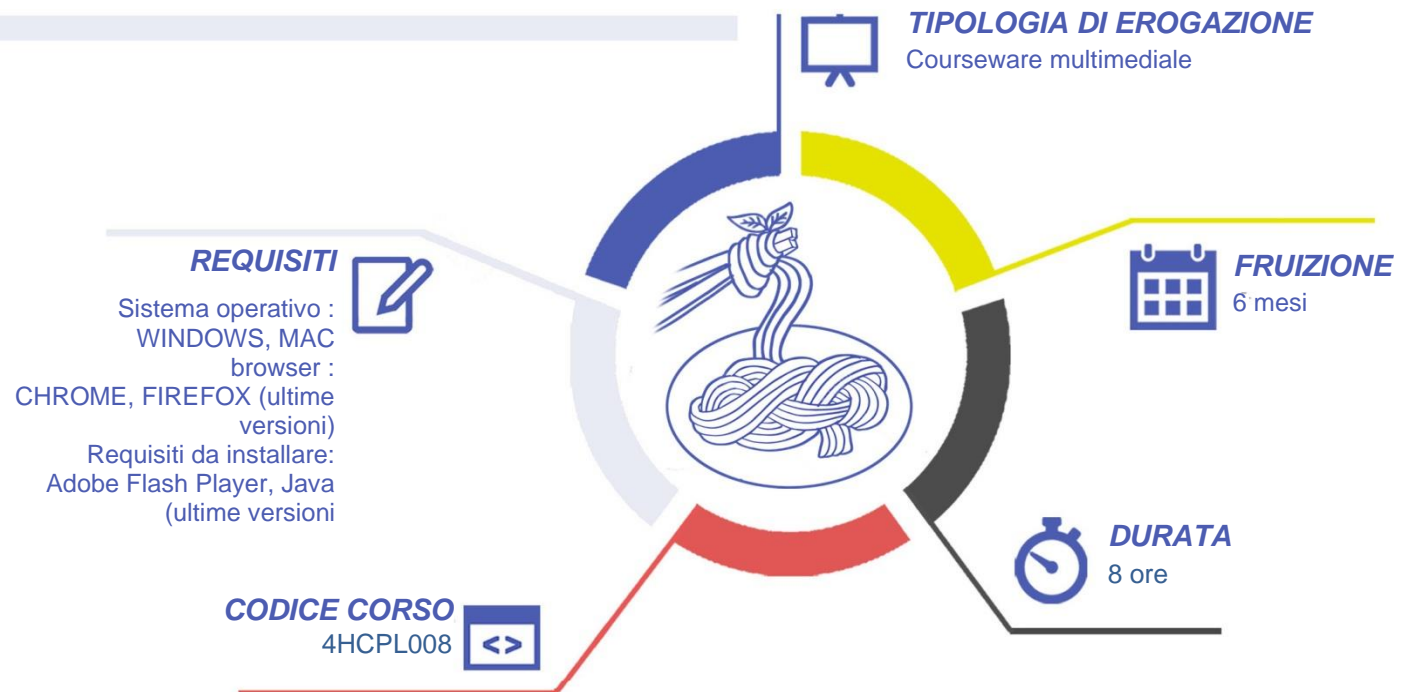 TIPOLOGIA DI EROGAZIONE
Courseware multimediale
REQUISITI
Sistema operativo :
WINDOWS, MAC
browser :
CHROME, FIREFOX (ultime
versioni)
Requisiti da installare:
Adobe Flash Player, Java
(ultime versioni
FRUIZIONE
6 mesi
DURATA
8 ore
CODICE CORSO
4HCPL008
<>